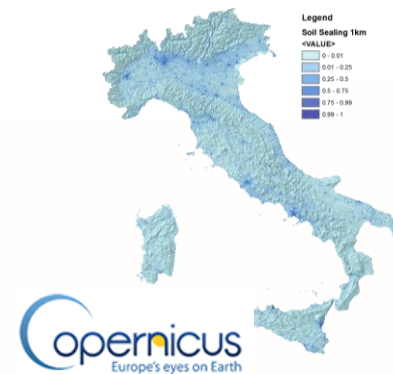 Legend
Soil Sealing 1km
<VALUE>
0 - 0.01
0.01 - 0.25
0.25 - 0.5
0.5 - 0.75
0.75 - 0.99
0.99 - 1
Copernicus
Europe's eyes on Earth